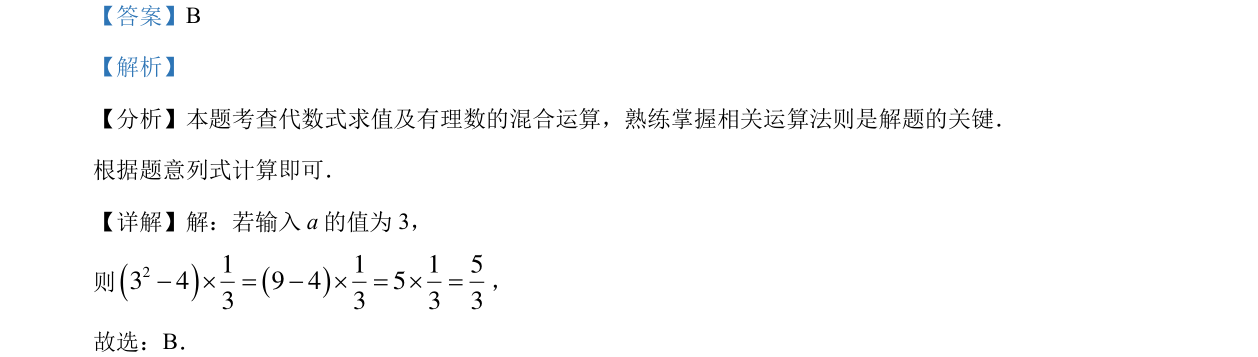 【答案】B
【解析】
【分析】本题考查代数式求值及有理数的混合运算，熟练掌握相关运算法则是解题的关键．
根据题意列式计算即可．
【详解】解：若输入 a 的值为 3，
则(3²－4)×1/3＝(9－4)×1/3＝5×1/3＝5/3，
故选：B．